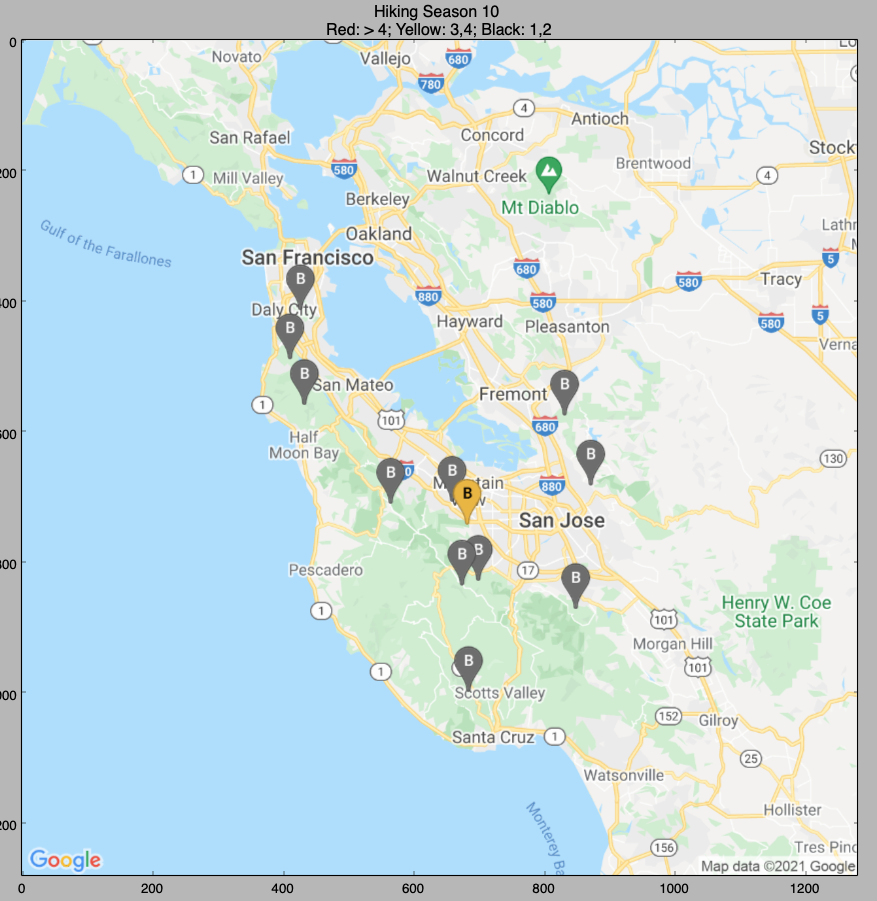 Hiking Season 10
Red: > 4; Yellow: 3,4; Black: 1,2
0
Novato
Vallejo
680
780
4
Antioch
San Rafael
Concord
Stock
200
1
Mill Valley
580
Walnut Creek
Brentwood
4
Berkeley
Mt Diablo
Gulf of the Farallones
Oakland
Lathr
San Francisco
5
B
680
580
Tracy
400
880
580
Daly City
5
B
Hayward
Pleasanton
580
Verna
B
San Mateo
B
Fremont
1
101
680
600
Half
Moon Bay
B
130
B
B
0
Mountain
View
B
880
San Jose
B
B
800
Pescadero
17
B
1
Henry W. Coe
State Park
101
Morgan Hill
B
1
101
000
Scotts Valley
152
Gilroy
Santa Cruz
1
25
Watsonville
Monterey Ba
Hollister
200
156
Tres Pino
Google
Map data ©2021 Google
0
200
400
600
800
1000
1200